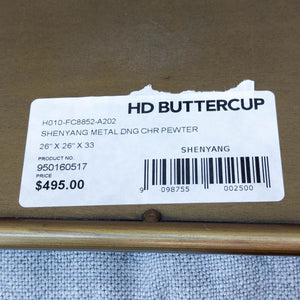 HD BUTTERCUP
H010-FC8852-A202
SHENYANG METAL DNG CHR PEWTER
26" X 26" X 33
SHENYANG
PRODUCT NO.
950160517
PRICE
$495.00
9 098755 002500